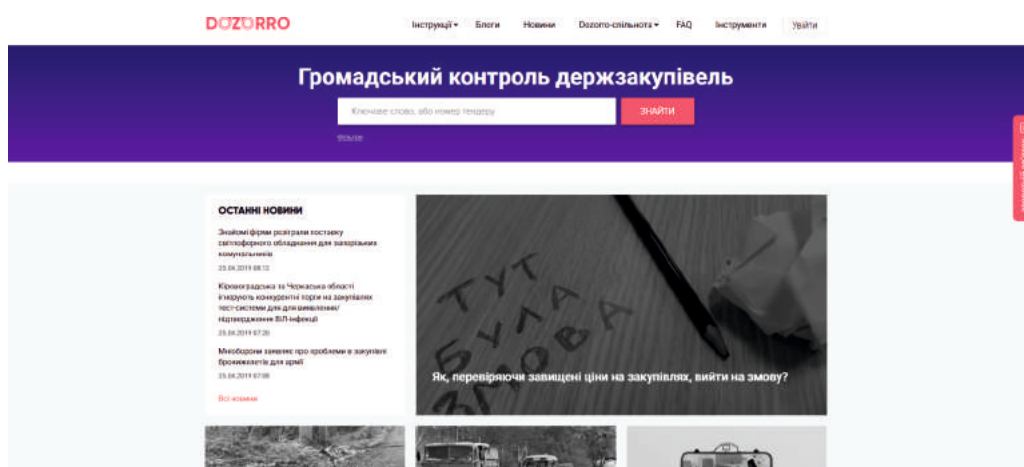 DOZORRO
Інструкції Блоги Новини Dozorro-спільнота FAQ Інструменти Увійти
Громадський контроль держзакупівель
Ключове слово, або номер тендеру ЗНАЙТИ
Фільтри
ОСТАННІ НОВИНИ
Знайомі фірми розіграли поставку
світлофорного обладнання для запорізьких
комунальників
25.04.2019 08:12
Кіровоградська та Черкаська області
ігнорують конкурентні торги на закупівлях
тест-системи для для виявлення/
підтвердження ВІЛ-інфекції
25.04.2019 07:20
Міноборони заявляє про проблеми в закупівлі
бронежилетів для армії
25.04.2019 07:00
Всі новини
ТУТ
БУЛА
ЗМОВА
Як, перевіряючи завищені ціни на закупівлях, вийти на змову?